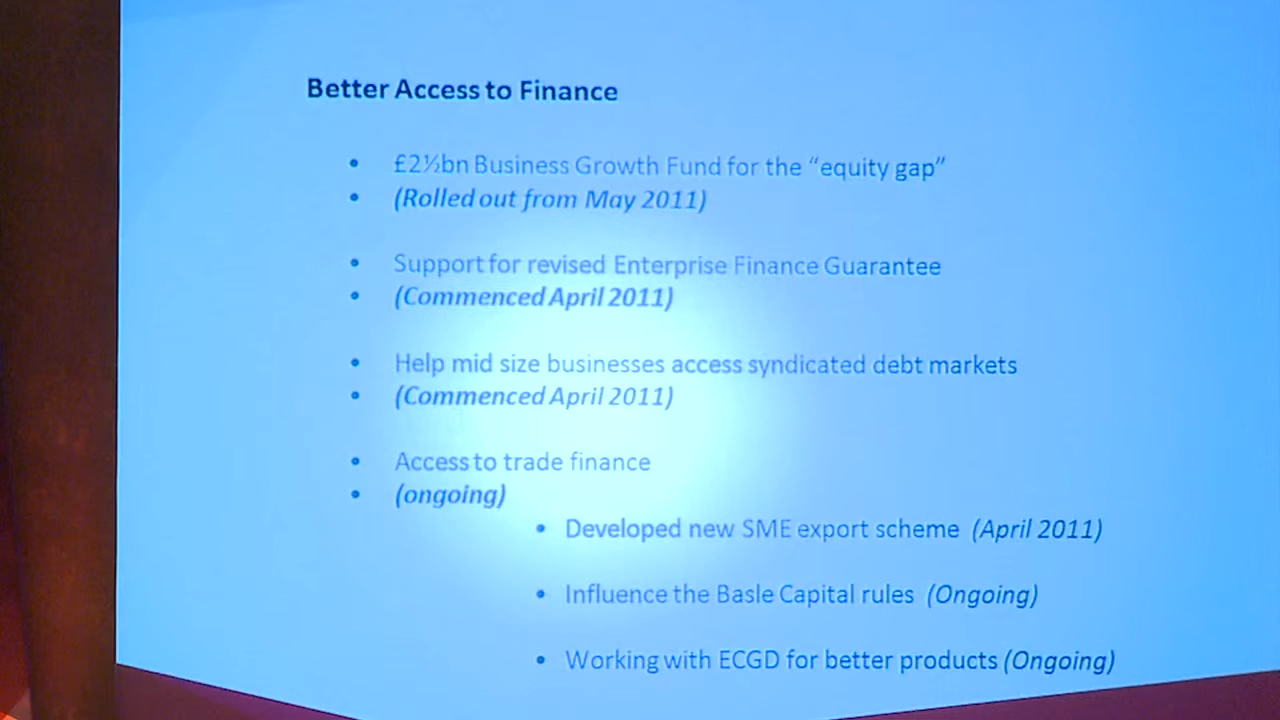 Better Access to Finance
• £2½bn Business Growth Fund for the “equity gap”
• (Rolled out from May 2011)
• Support for revised Enterprise Finance Guarantee
• (Commenced April 2011)
• Help mid size businesses access syndicated debt markets
• (Commenced April 2011)
• Access to trade finance
• (ongoing)
• Developed new SME export scheme (April 2011)
• Influence the Basle Capital rules (Ongoing)
• Working with ECGD for better products (Ongoing)